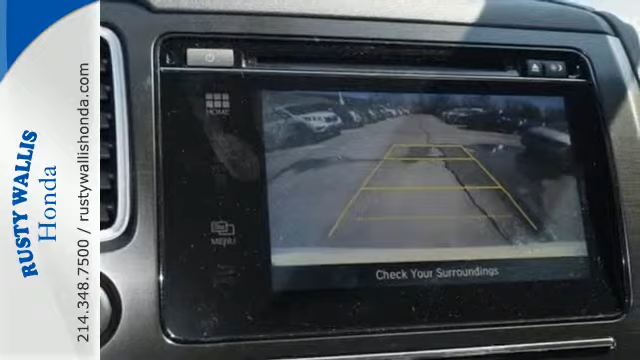 RUSTY WALLIS
Honda
214.348.7500 / rustywallishonda.com
HOME
MENU
Check Your Surroundings